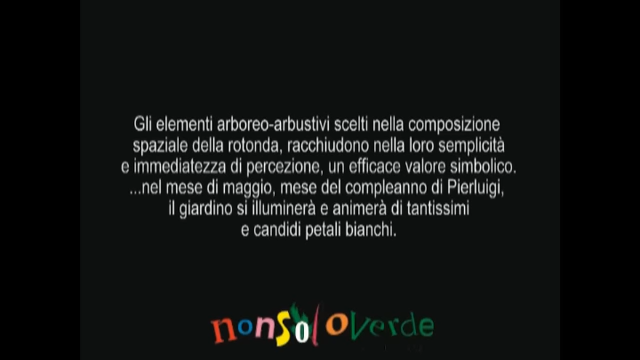 Gli elementi arboreo-arbustivi scelti nella composizione
spaziale della rotonda, racchiudono nella loro semplicità
e immediatezza di percezione, un efficace valore simbolico.
...nel mese di maggio, mese del compleanno di Pierluigi,
il giardino si illuminerà e animerà di tantissimi
e candidi petali bianchi.
nonsoloverde